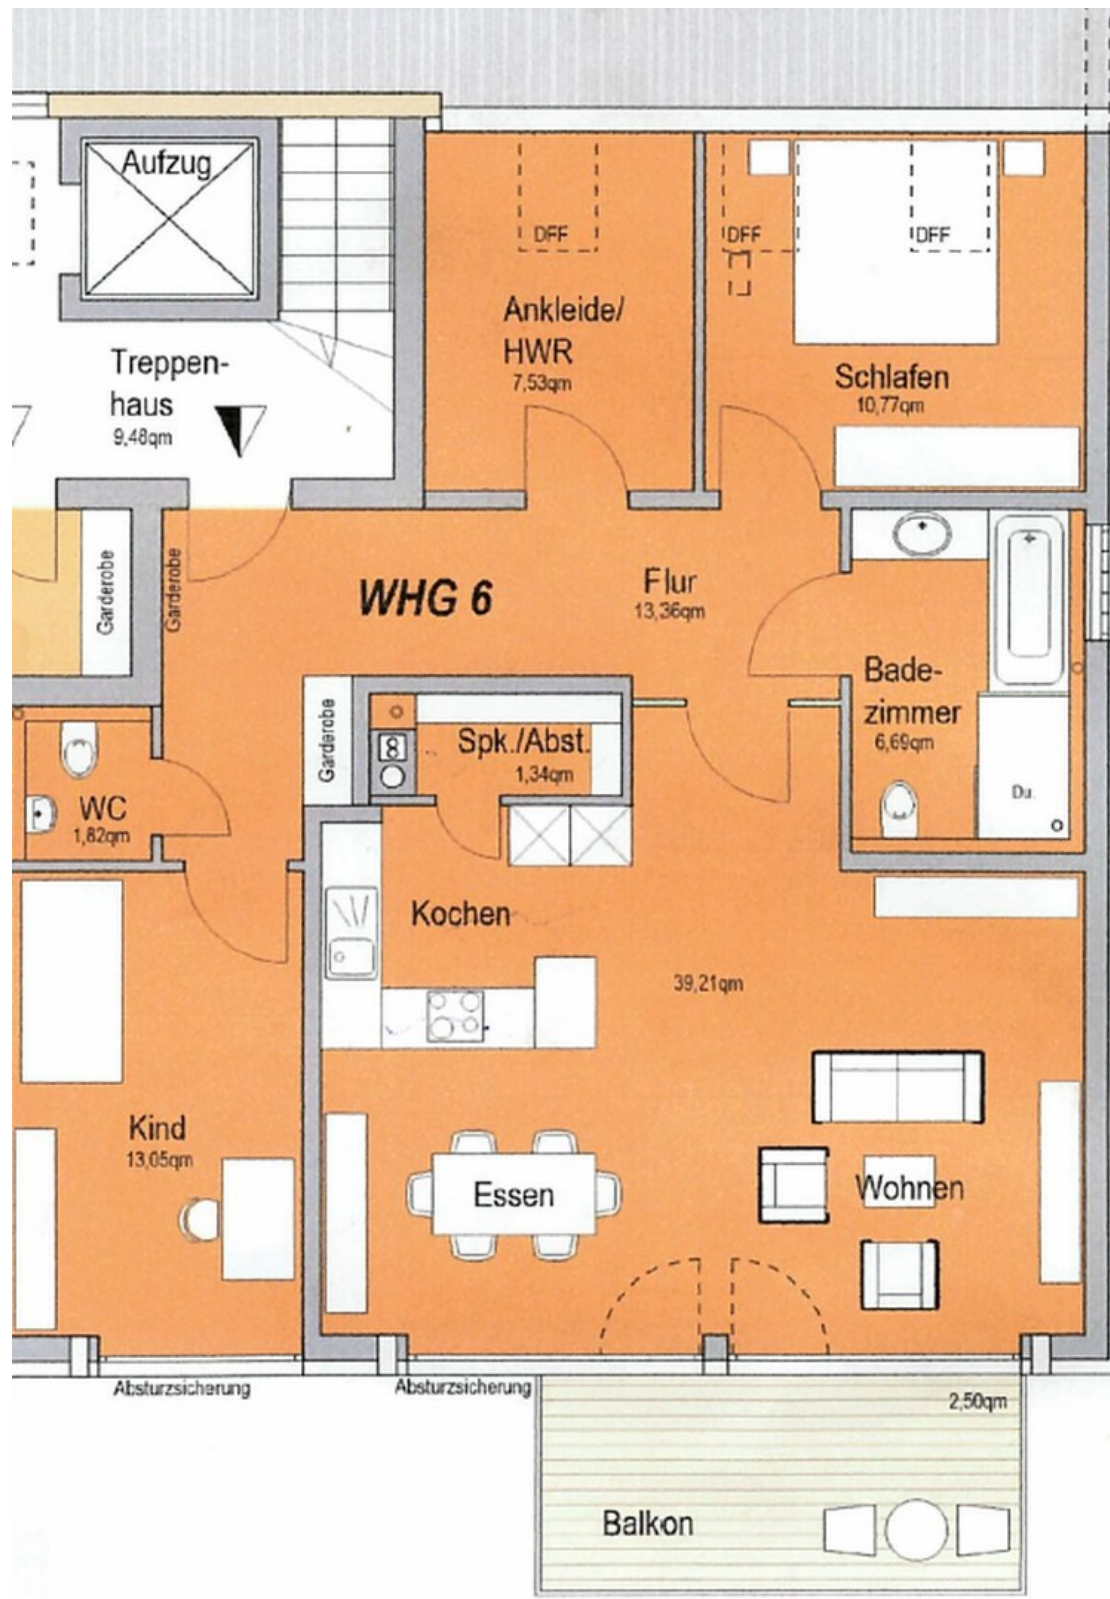 Aufzug
DFF
DFF
DFF
Ankleide/
HWR
7,53qm
Treppen-
haus
9,48qm
Schlafen
10,77qm
Garderobe
Garderobe
WHG 6
Flur
13,36qm
Bade-
zimmer
6,69qm
Garderobe
Spk./Abst.
1,34qm
WC
1,82qm
Du.
Kochen
39,21qm
Kind
13,05qm
Essen
Wohnen
Absturzsicherung
Absturzsicherung
2,50qm
Balkon